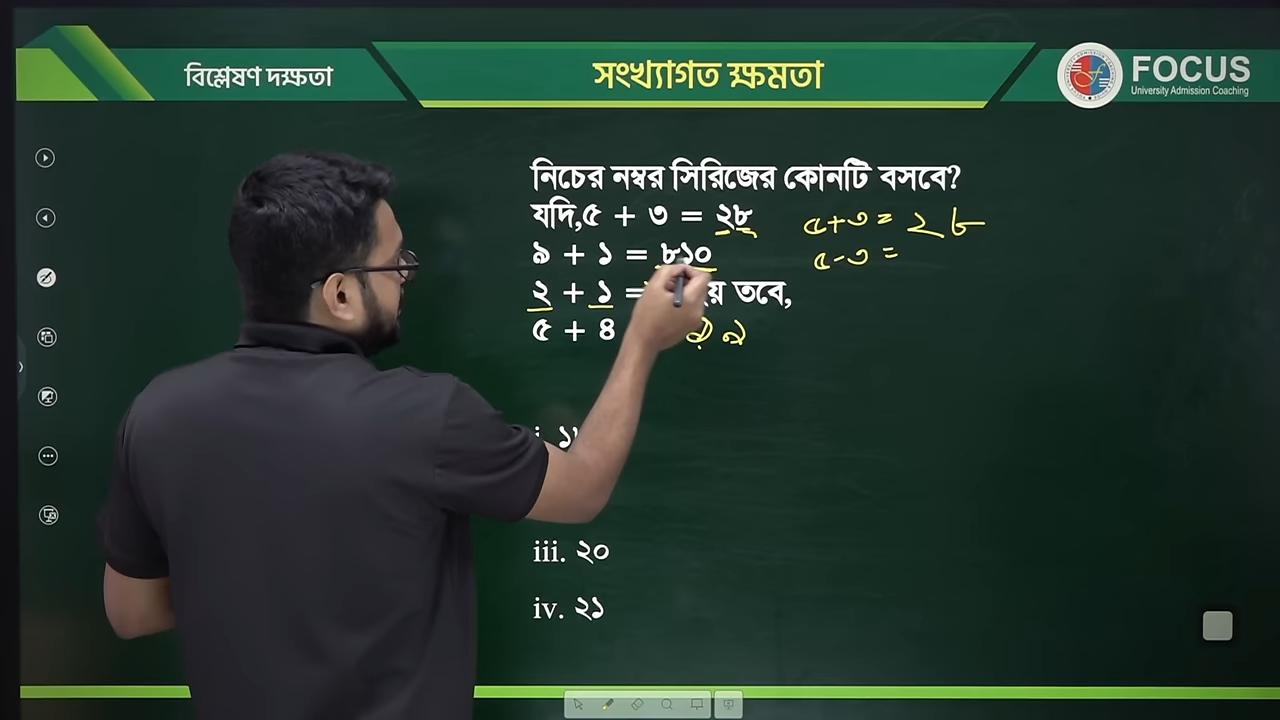 বিশ্লেষণ দক্ষতা
সংখ্যাগত ক্ষমতা
FOCUS
University Admission Coaching
নিচের নম্বর সিরিজের কোনটি বসবে?
যদি,৫ + ৩ = ২৮
৫+৩ = ২৮
৯ + ১ = ৮১০
৫-৩ =
২ + ১ = হয় তবে,
৫ + ৪
i.
iii. ২০
iv. ২১